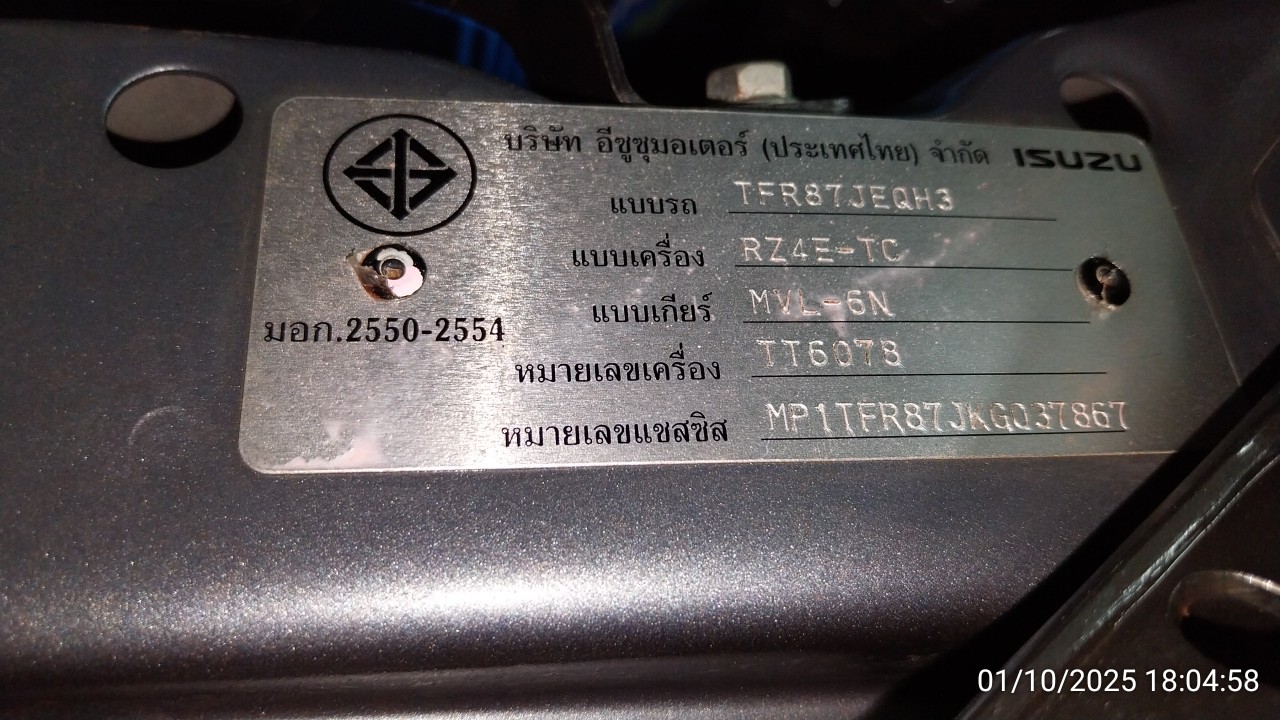 บริษัท อีซูซุมอเตอร์ (ประเทศไทย) จำกัด ISUZU
แบบรถ TFR87JEQH3
แบบเครื่อง RZ4E-TC
แบบเกียร์ MVL-6N
มอก.2550-2554
หมายเลขเครื่อง TT6078
หมายเลขแชสซิส MP1TFR87JKG037867
01/10/2025 18:04:58